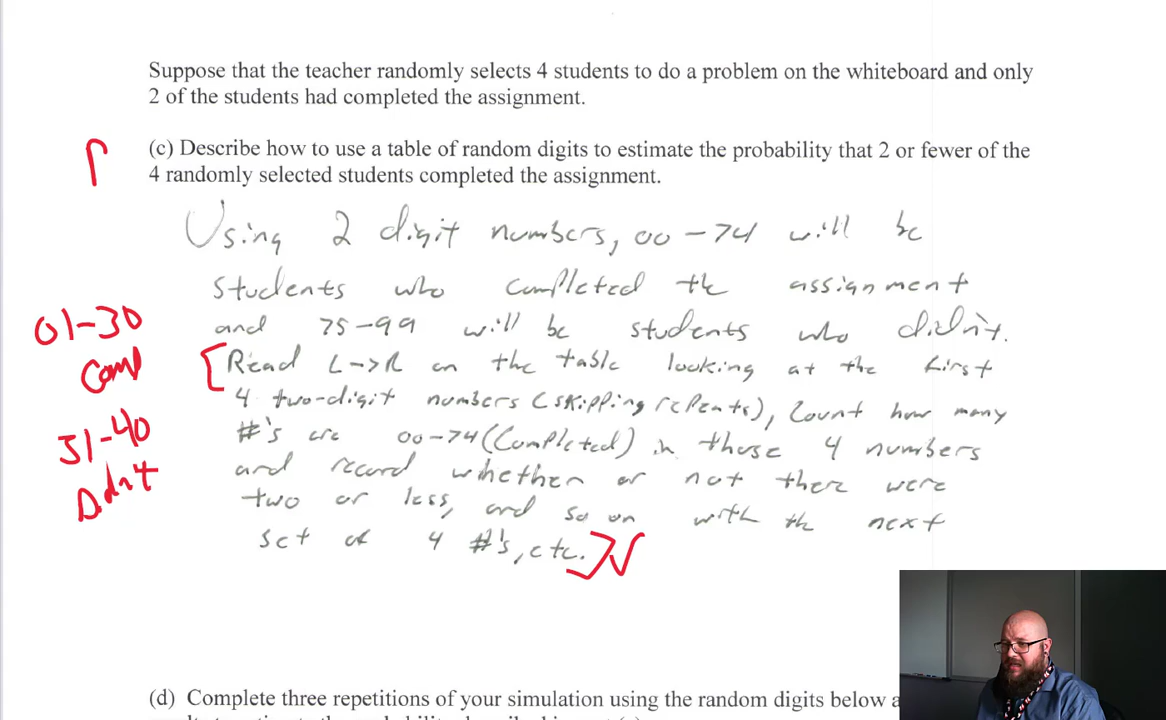 Suppose that the teacher randomly selects 4 students to do a problem on the whiteboard and only
2 of the students had completed the assignment.
P
(c) Describe how to use a table of random digits to estimate the probability that 2 or fewer of the
4 randomly selected students completed the assignment.
Using 2 digit numbers, 00-74 will be
students who completed the assignment
and 75-99 will be students who didn't.
01-30
Comp
31-40
Didn't
[Read L->R on the table looking at the first
4 two-digit numbers (skipping repeats), Count how many
#'s are 00-74 (Completed) in those 4 numbers
and record whether or not there were
two or less, and so on with the next
set of 4 #'s, etc.]
(d) Complete three repetitions of your simulation using the random digits below